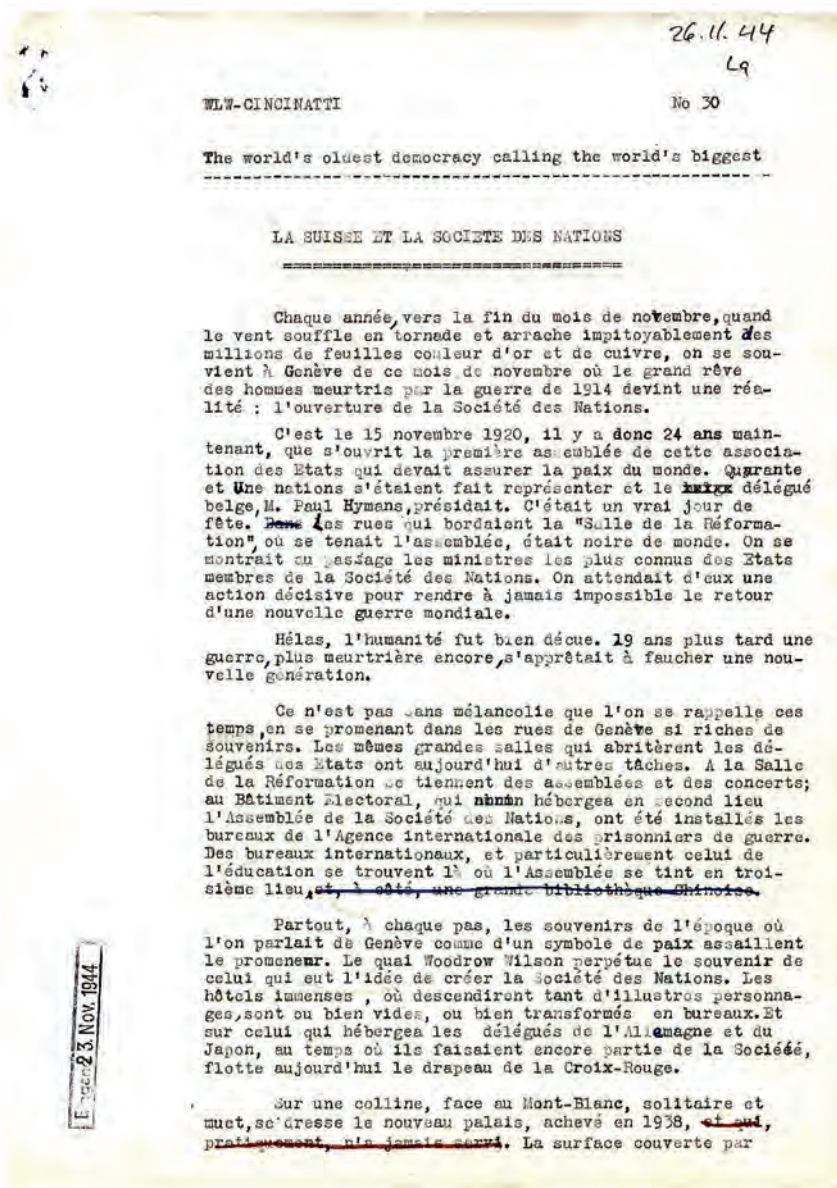 26.11.44
Lq
WLW-CINCINATTI No 30
The world's oldest democracy calling the world's biggest
LA SUISSE ET LA SOCIETE DES NATIONS
Chaque année, vers la fin du mois de novembre, quand
le vent souffle en tornade et arrache impitoyablement des
millions de feuilles couleur d'or et de cuivre, on se sou-
vient à Genève de ce mois de novembre où le grand rêve
des hommes meurtris par la guerre de 1914 devint une réa-
lité : l'ouverture de la Société des Nations.
C'est le 15 novembre 1920, il y a donc 24 ans main-
tenant, que s'ouvrit la première assemblée de cette associa-
tion des Etats qui devait assurer la paix du monde. Quarante
et Une nations s'étaient fait représenter et le délégué
belge, M. Paul Hymans, présidait. C'était un vrai jour de
fête. Dans Les rues qui bordaient la "Salle de la Réforma-
tion", où se tenait l'assemblée, était noire de monde. On se
montrait au passage les ministres les plus connus des Etats
membres de la Société des Nations. On attendait d'eux une
action décisive pour rendre à jamais impossible le retour
d'une nouvelle guerre mondiale.
Hélas, l'humanité fut bien décue. 19 ans plus tard une
guerre, plus meurtrière encore, s'apprêtait à faucher une nou-
velle génération.
Ce n'est pas sans mélancolie que l'on se rappelle ces
temps, en se promenant dans les rues de Genève si riches de
souvenirs. Les mêmes grandes salles qui abritèrent les dé-
légués des Etats ont aujourd'hui d'autres tâches. A la Salle
de la Réformation se tiennent des assemblées et des concerts;
au Bâtiment Electoral, qui hébergea en second lieu
l'Assemblée de la Société des Nations, ont été installés les
bureaux de l'Agence internationale des prisonniers de guerre.
Des bureaux internationaux, et particulièrement celui de
l'éducation se trouvent là où l'Assemblée se tint en troi-
sième lieu, et, à côté, une grande bibliothèque Chinoise.
Partout, à chaque pas, les souvenirs de l'époque où
l'on parlait de Genève comme d'un symbole de paix assaillent
le promeneur. Le quai Woodrow Wilson perpétue le souvenir de
celui qui eut l'idée de créer la Société des Nations. Les
hôtels immenses , où descendirent tant d'illustres personna-
ges, sont ou bien vides, ou bien transformés en bureaux. Et
sur celui qui hébergea les délégués de l'Allemagne et du
Japon, au temps où ils faisaient encore partie de la Société,
flotte aujourd'hui le drapeau de la Croix-Rouge.
Sur une colline, face au Mont-Blanc, solitaire et
muet, se dresse le nouveau palais, achevé en 1938, et qui,
pratiquement, n'a jamais servi. La surface couverte par
23. Nov. 1944